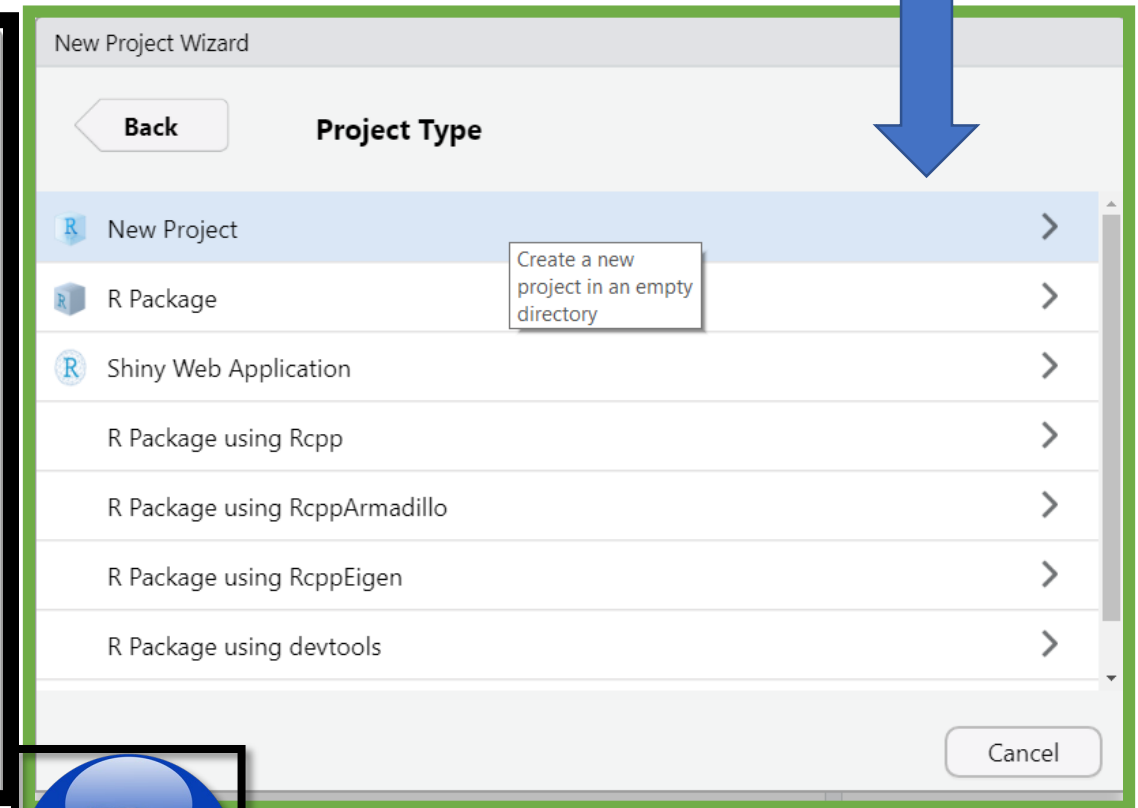 New Project Wizard
Back
Project Type
R New Project
Create a new
project in an empty
directory
R R Package
R Shiny Web Application
R Package using Rcpp
R Package using RcppArmadillo
R Package using RcppEigen
R Package using devtools
Cancel